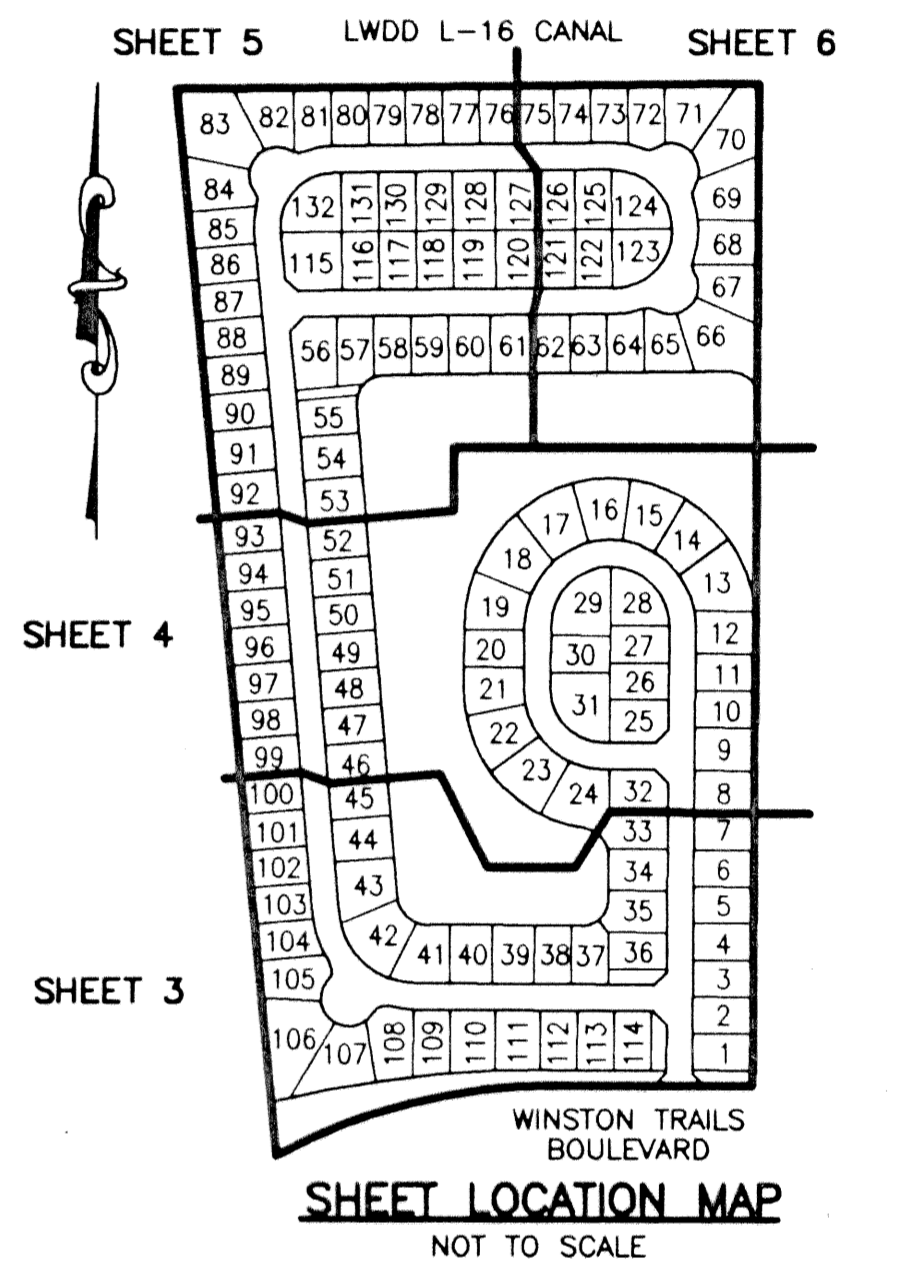 SHEET 5 LWDD L-16 CANAL SHEET 6
83 82 81 80 79 78 77 76 75 74 73 72 71 70
84 132 131 130 129 128 127 126 125 124 69
85 115 116 117 118 119 120 121 122 123 68
86
87 67
88 56 57 58 59 60 61 62 63 64 65 66
89
90 55
91 54
92 53
93 52 18 17 16 15 14
94 51 19 29 28 13
SHEET 4
95 50
96 49 20 30 27 12
97 48 21 31 26 11
98 47 22 25 10
99 46 23 9
100 45 24 32 8
101 44 33 7
102 43 34 6
103 35 5
104 42 41 40 39 38 37 36 4
SHEET 3
105 3
2
106 107 108 109 110 111 112 113 114 1
WINSTON TRAILS
BOULEVARD
SHEET LOCATION MAP
NOT TO SCALE